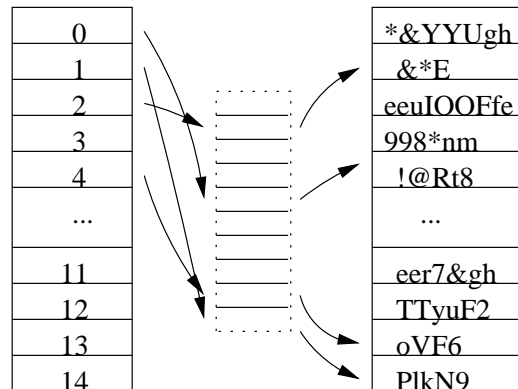 0
1
2
3
4
...
11
12
13
14
*&YYUgh
&*E
eeuIOOFfe
998*nm
!@Rt8
...
eer7&gh
TTyuF2
oVF6
PlkN9